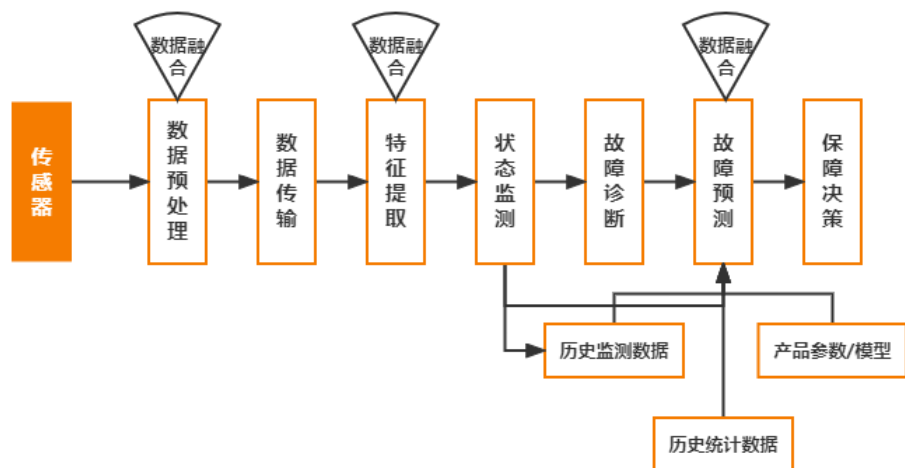 数据融
合
数据融
合
数据融
合
传感器
数据预处理
数据传输
特征提取
状态监测
故障诊断
故障预测
保障决策
历史监测数据
产品参数/模型
历史统计数据